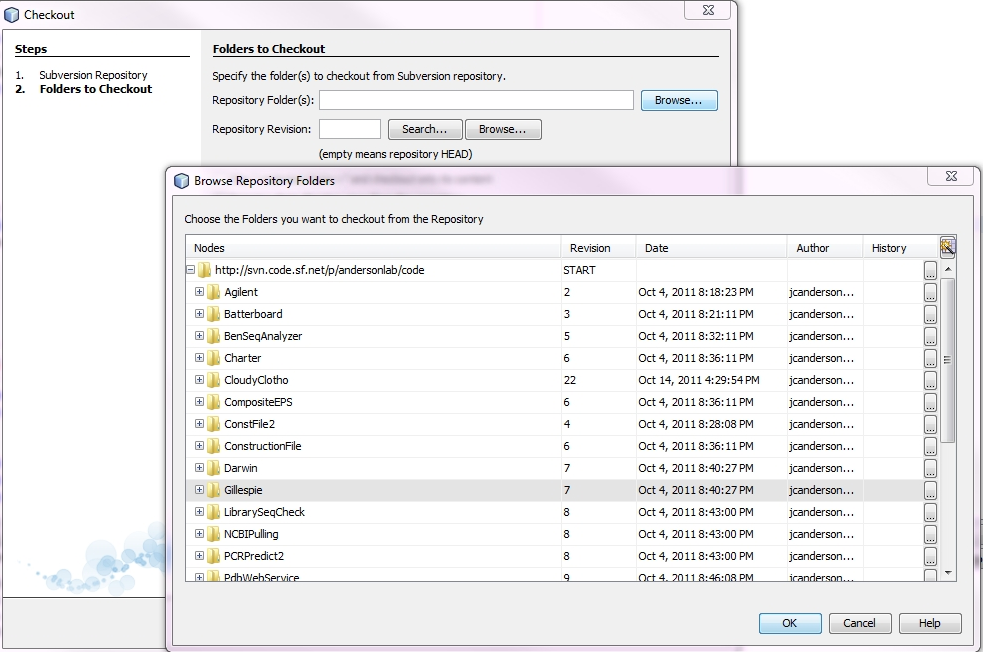 Checkout
Steps
1. Subversion Repository
2. Folders to Checkout
Folders to Checkout
Specify the folder(s) to checkout from Subversion repository.
Repository Folder(s): Browse...
Repository Revision: Search... Browse...
(empty means repository HEAD)
Browse Repository Folders
Choose the Folders you want to checkout from the Repository
Nodes Revision Date Author History
http://svn.code.sf.net/p/andersonlab/code START ...
Agilent 2 Oct 4, 2011 8:18:23 PM jcanderson... ...
Batterboard 3 Oct 4, 2011 8:21:11 PM jcanderson... ...
BenSeqAnalyzer 5 Oct 4, 2011 8:32:11 PM jcanderson... ...
Charter 6 Oct 4, 2011 8:36:11 PM jcanderson... ...
CloudyClotho 22 Oct 14, 2011 4:29:54 PM jcanderson... ...
CompositeEPS 6 Oct 4, 2011 8:36:11 PM jcanderson... ...
ConstFile2 4 Oct 4, 2011 8:28:08 PM jcanderson... ...
ConstructionFile 6 Oct 4, 2011 8:36:11 PM jcanderson... ...
Darwin 7 Oct 4, 2011 8:40:27 PM jcanderson... ...
Gillespie 7 Oct 4, 2011 8:40:27 PM jcanderson... ...
LibrarySeqCheck 8 Oct 4, 2011 8:43:00 PM jcanderson... ...
NCBIPulling 8 Oct 4, 2011 8:43:00 PM jcanderson... ...
PCRPredict2 8 Oct 4, 2011 8:43:00 PM jcanderson... ...
PdbWebService 9 Oct 4, 2011 8:46:08 PM jcanderson...
OK Cancel Help